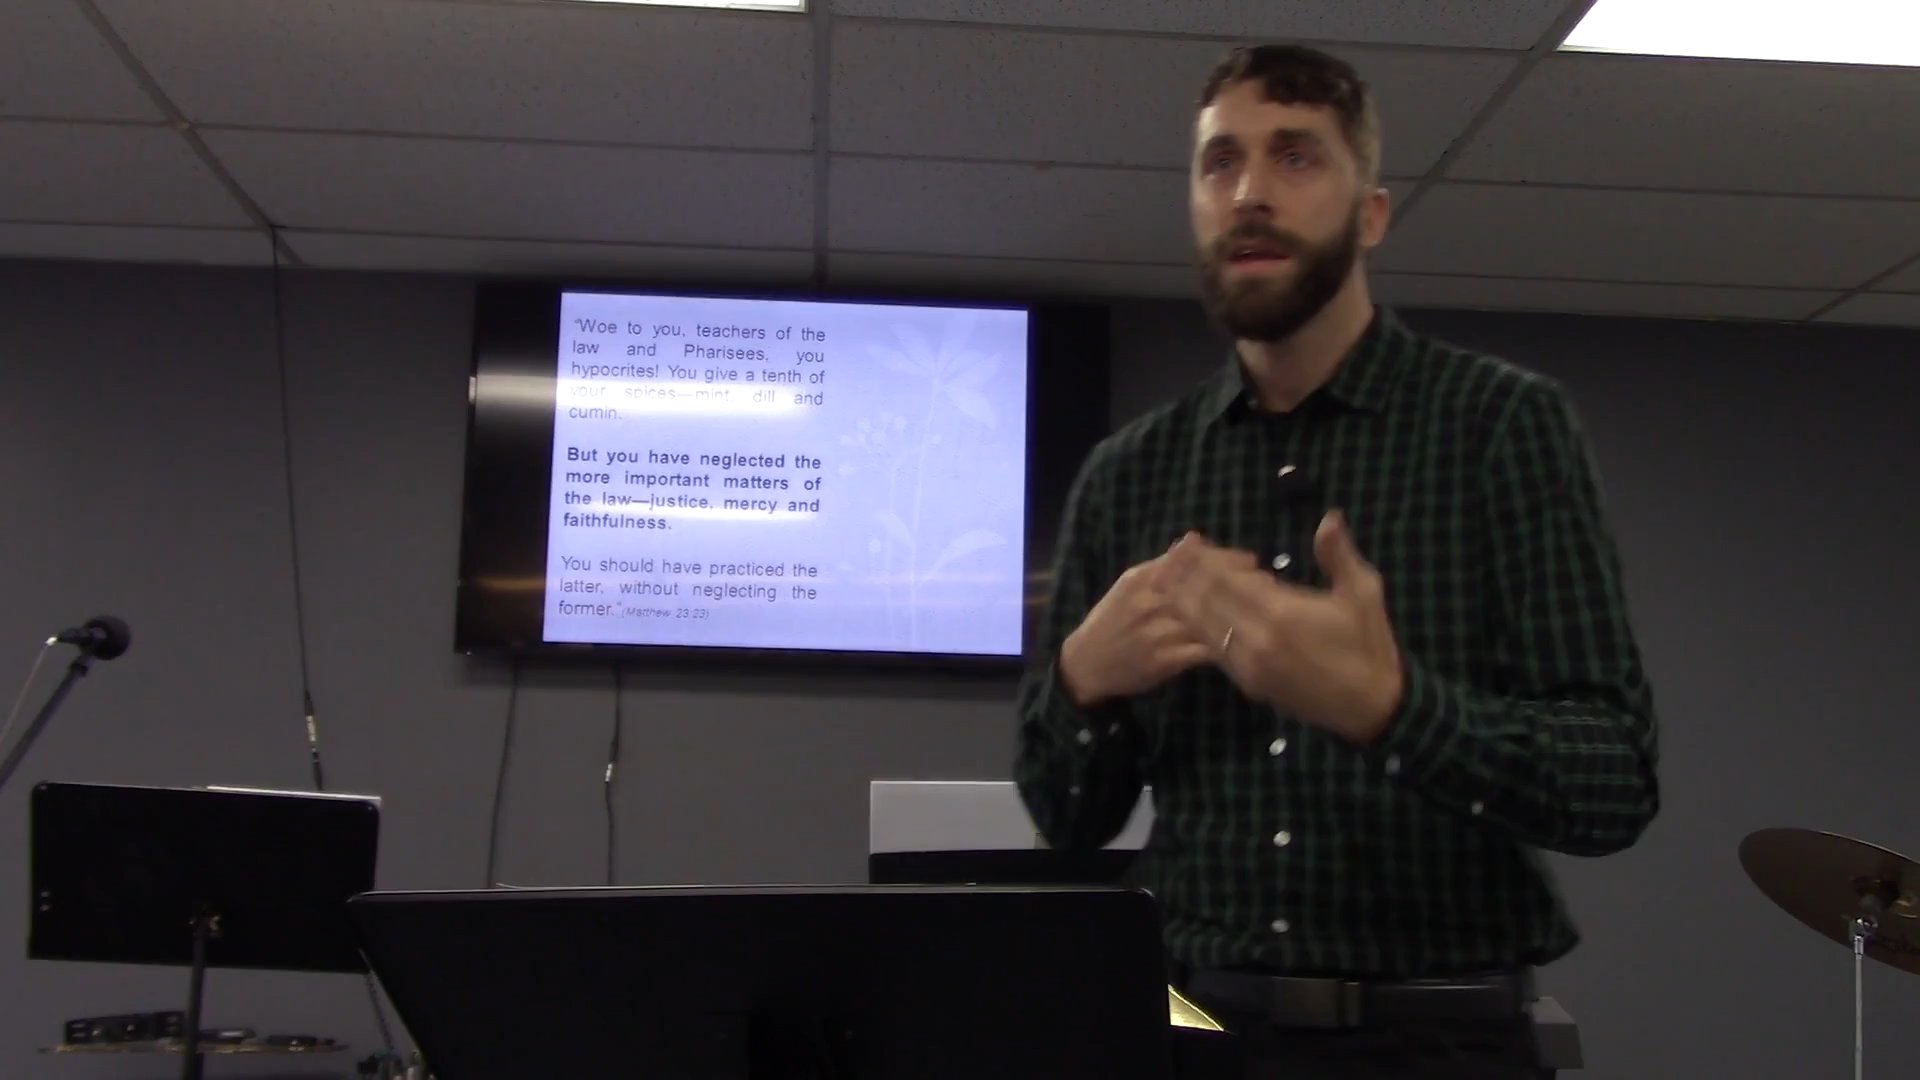 “Woe to you, teachers of the
law and Pharisees, you
hypocrites! You give a tenth of
your spices—mint, dill and
cumin.
But you have neglected the
more important matters of
the law—justice, mercy and
faithfulness.
You should have practiced the
latter, without neglecting the
former.” (Matthew 23:23)